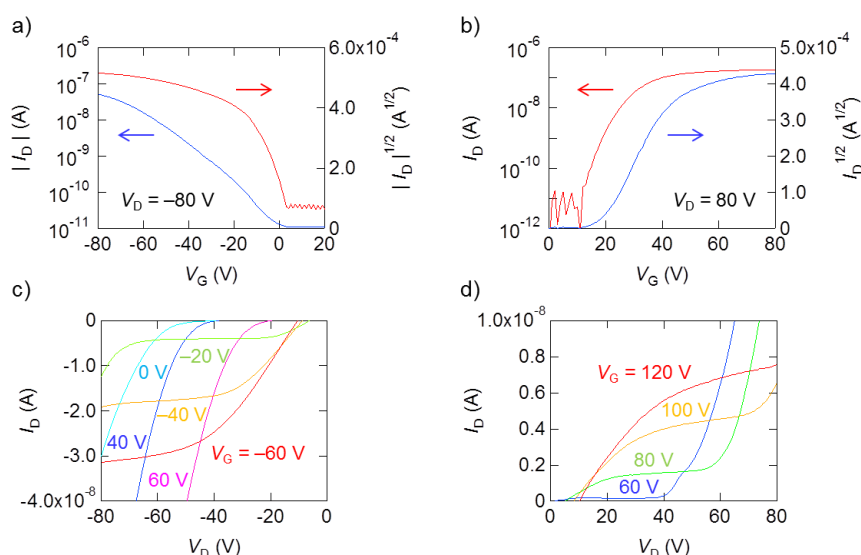 a)
10⁻⁶
10⁻⁷
10⁻⁸
10⁻⁹
10⁻¹⁰
10⁻¹¹
| I_D | (A)
6.0x10⁻⁴
4.0
2.0
0
| I_D |^1/2 (A^1/2)
V_D = –80 V
-80 -60 -40 -20 0 20
V_G (V)
b)
10⁻⁶
10⁻⁸
10⁻¹⁰
10⁻¹²
I_D (A)
5.0x10⁻⁴
4.0
3.0
2.0
1.0
0
I_D^1/2 (A^1/2)
V_D = 80 V
0 20 40 60 80
V_G (V)
c)
0
-1.0
-2.0
-3.0
-4.0x10⁻⁸
I_D (A)
–20 V
0 V
–40 V
40 V
V_G = –60 V
60 V
-80 -60 -40 -20 0
V_D (V)
d)
1.0x10⁻⁸
0.8
0.6
0.4
0.2
0
I_D (A)
V_G = 120 V
100 V
80 V
60 V
0 20 40 60 80
V_D (V)